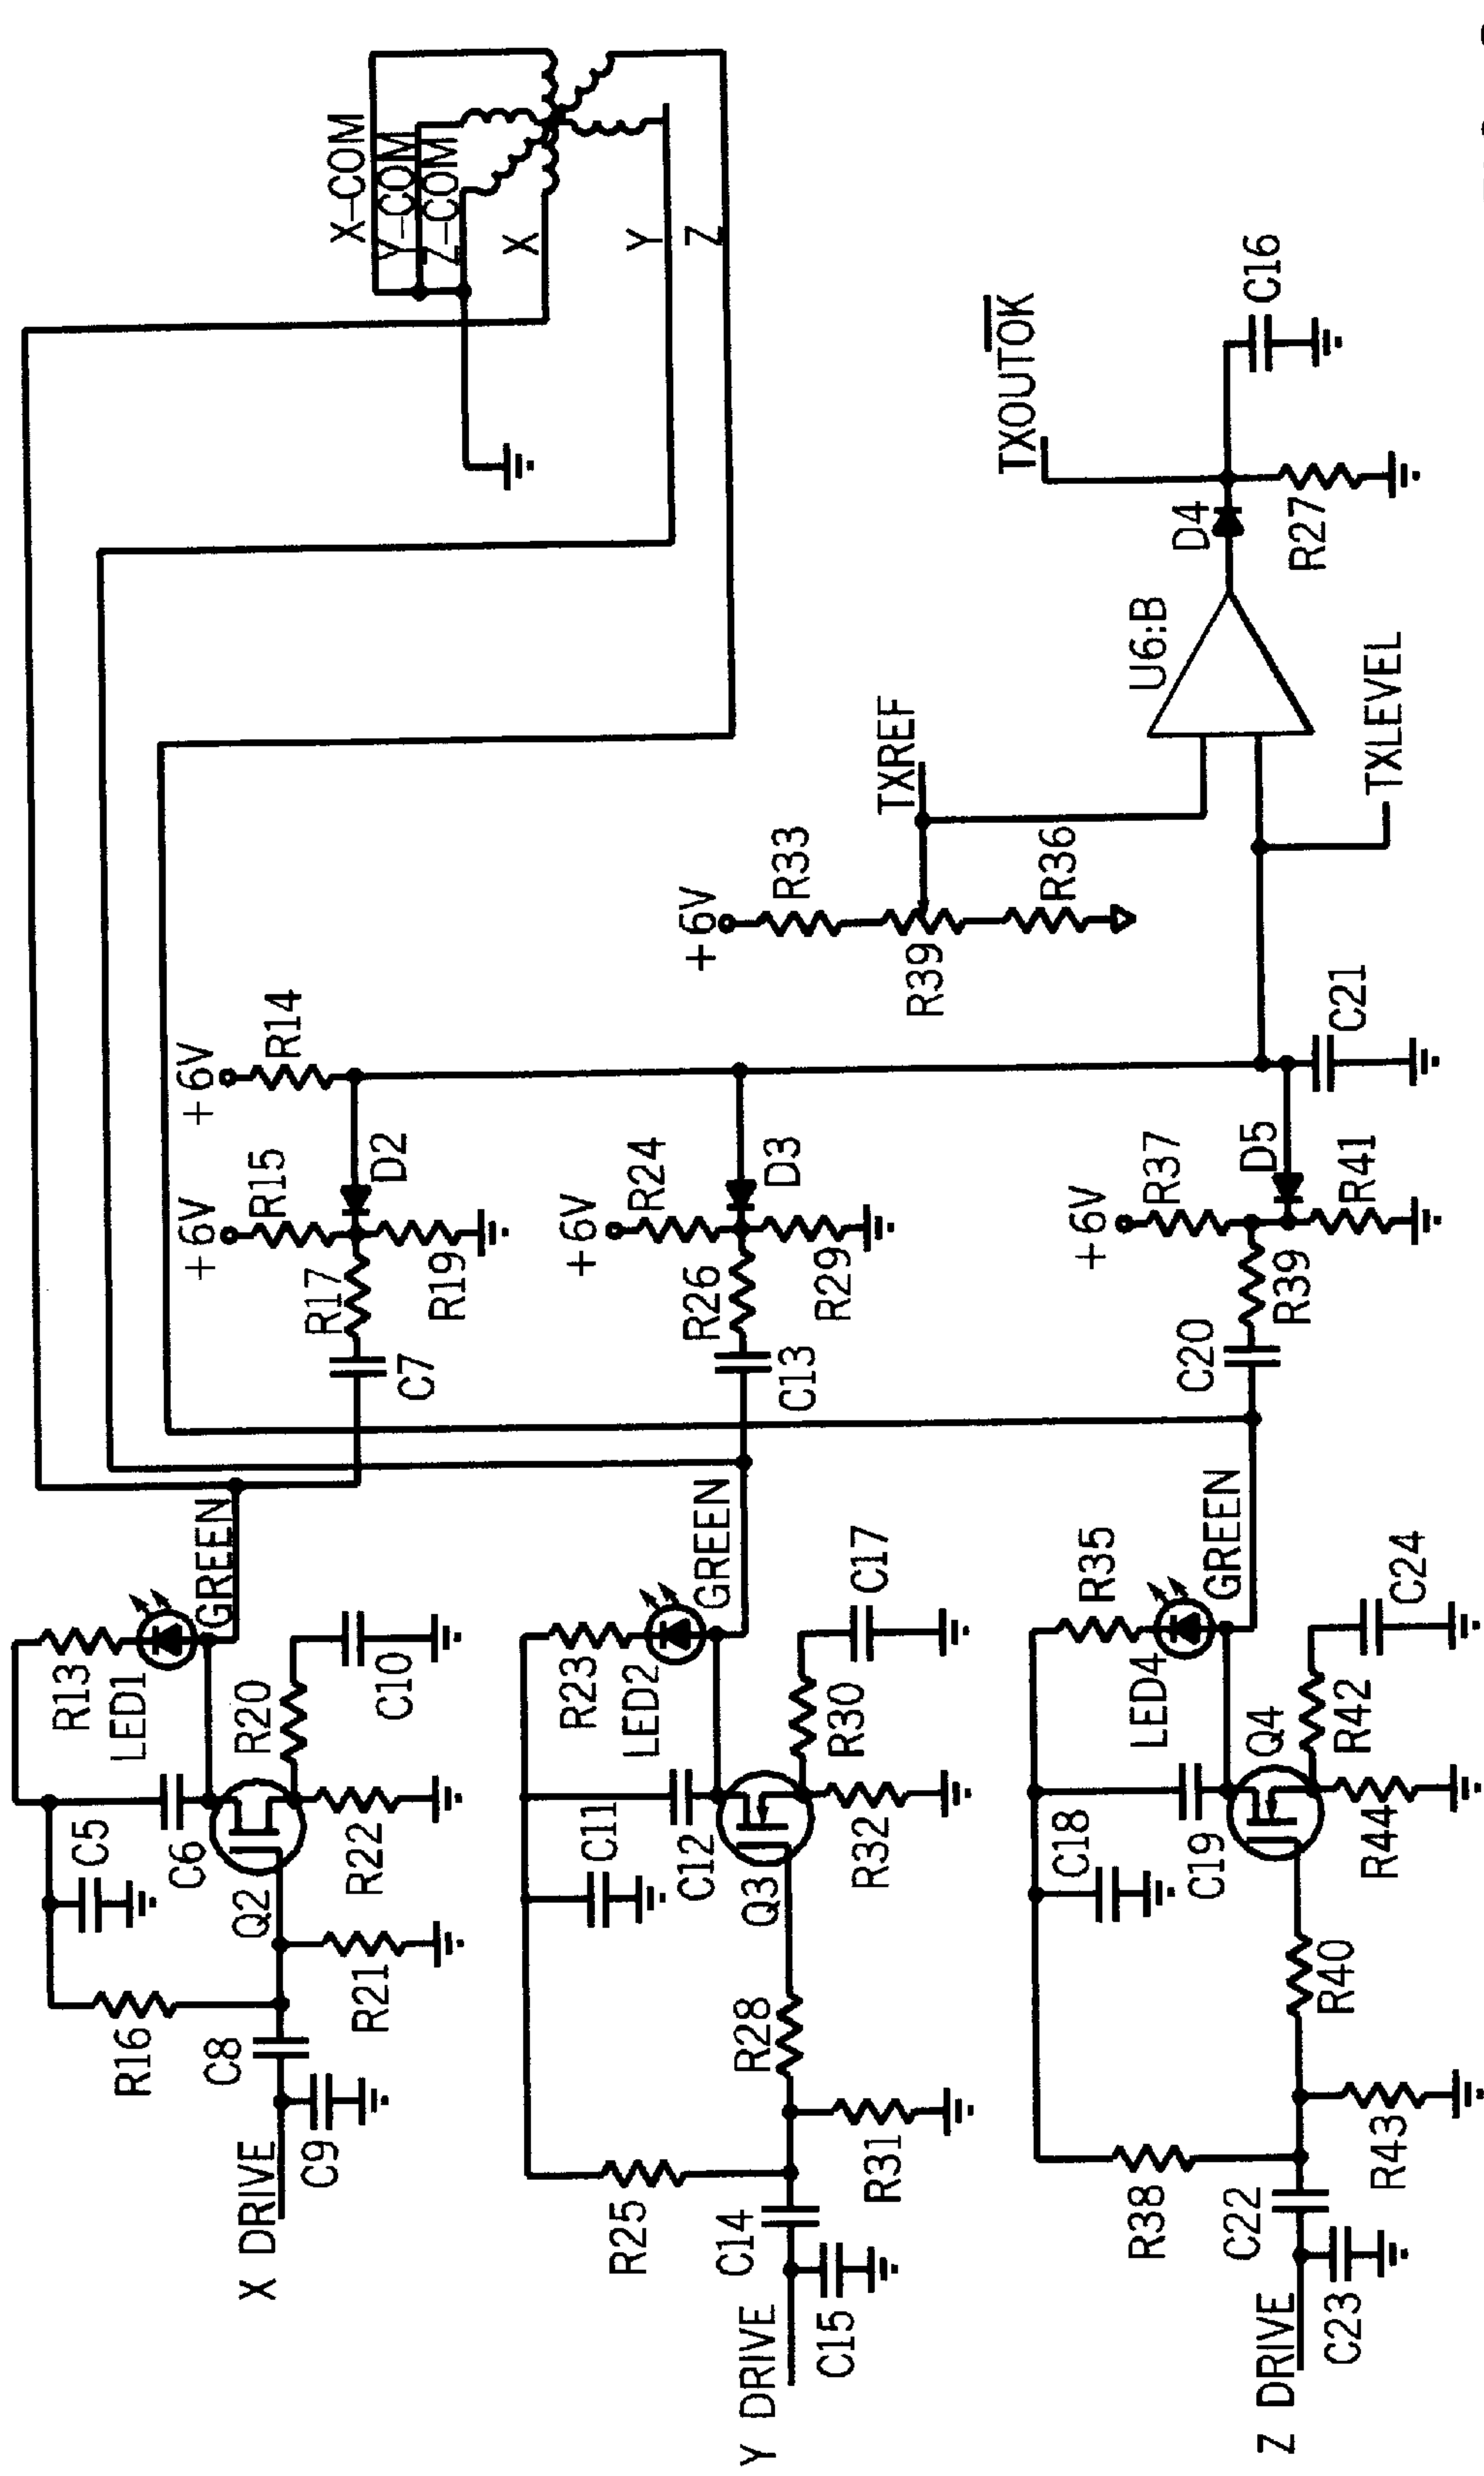 X DRIVE
C9
C8
R16
R21
Q2
C5
C6
R22
R13
LED1
R20
C10
GREEN
C7
R17
+6V
R15
R19
D2
+6V
R14
X-COM
Y-COM
Z-COM
X
Y
Z
Y DRIVE
C15
C14
R25
R31
R28
Q3
C11
C12
R32
R23
LED2
R30
C17
GREEN
C13
R26
+6V
R24
R29
D3
+6V
R33
R39
R36
TXREF
Z DRIVE
C23
C22
R38
R43
R40
C18
C19
Q4
R44
LED4
R35
R42
C24
GREEN
C20
R39
+6V
R37
D5
R41
C21
TXLEVEL
U6:B
D4
R27
TXOUTOK
C16